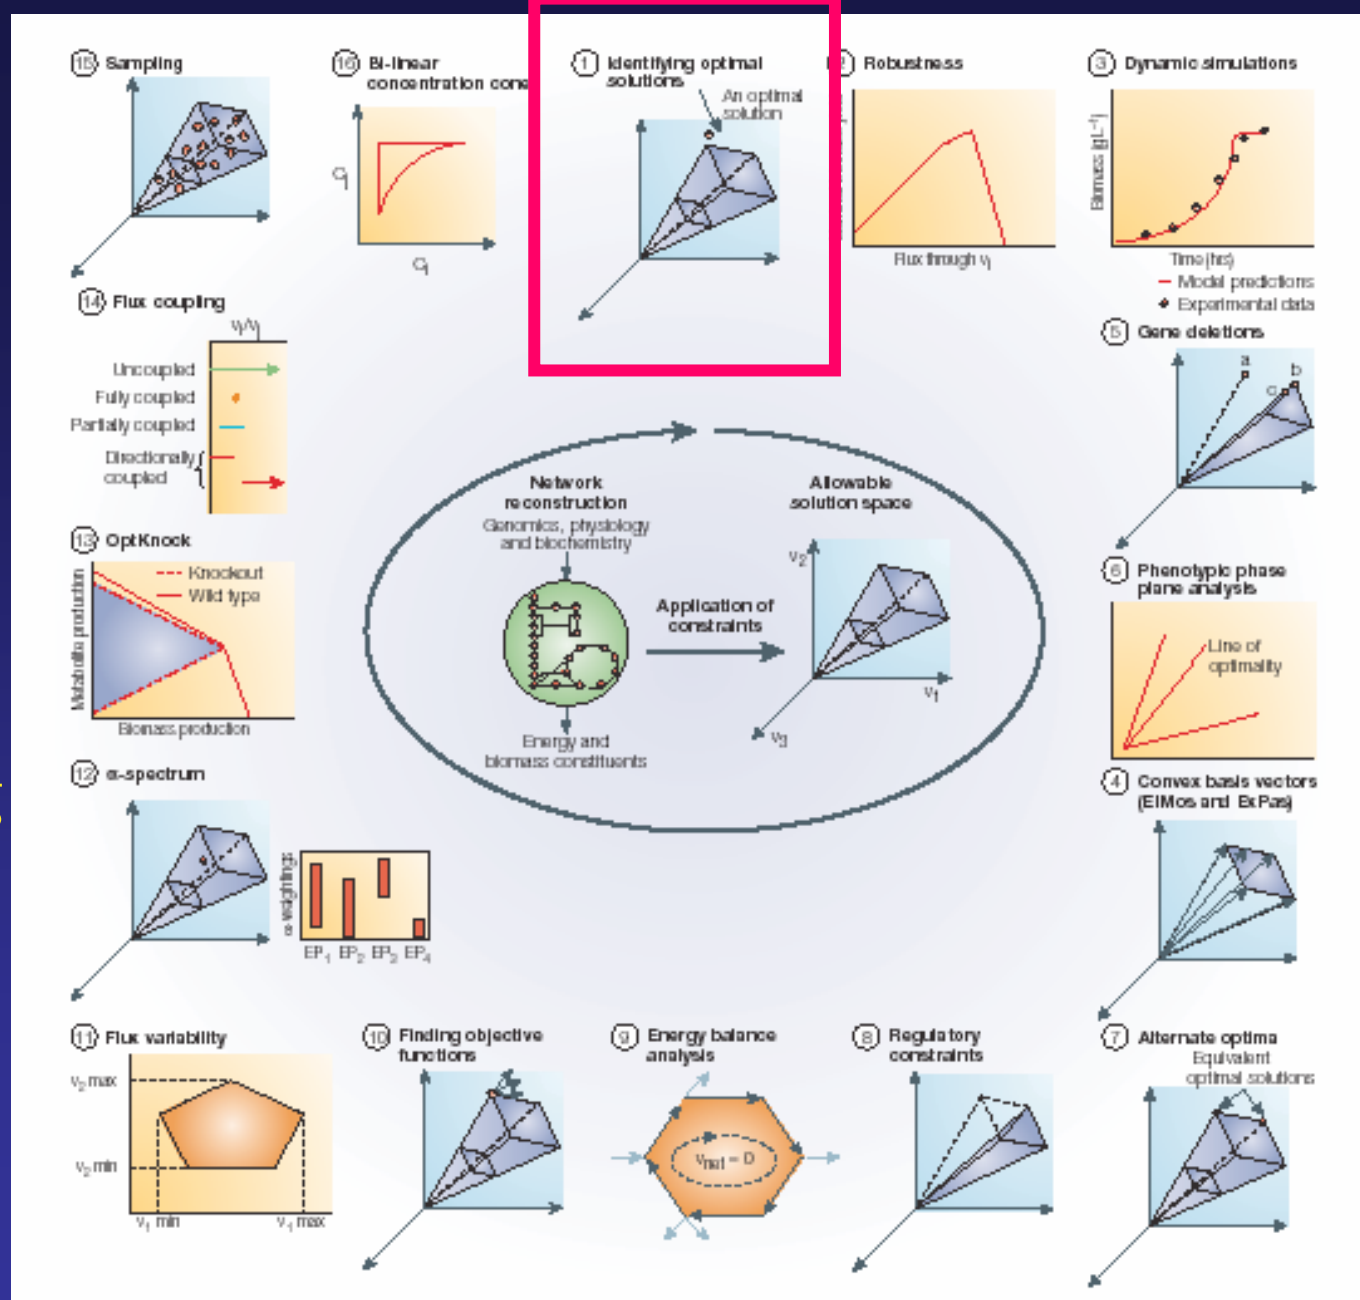 15 Sampling
16 Bi-linear
concentration cone
1 Identifying optimal
solutions
An optimal
solution
Robustness
3 Dynamic simulations
Cj
Ci
Flux through vj
Biomass (gL–1)
Time (hrs)
Model predictions
Experimental data
14 Flux coupling
vi/vj
Uncoupled
Fully coupled
Partially coupled
Directionally
coupled
5 Gene deletions
a
b
c
Network
reconstruction
Genomics, physiology
and biochemistry
Energy and
biomass constituents
Application of
constraints
Allowable
solution space
v2
v1
v3
13 OptKnock
Knockout
Wild type
Metabolite production
Biomass production
6 Phenotypic phase
plane analysis
Line of
optimality
12 α-spectrum
α-weightings
EP1 EP2 EP3 EP4
4 Convex basis vectors
(ElMos and ExPas)
11 Flux variability
v2 max
v2 min
v1 min
v1 max
10 Finding objective
functions
9 Energy balance
analysis
vnet = 0
8 Regulatory
constraints
7 Alternate optima
Equivalent
optimal solutions